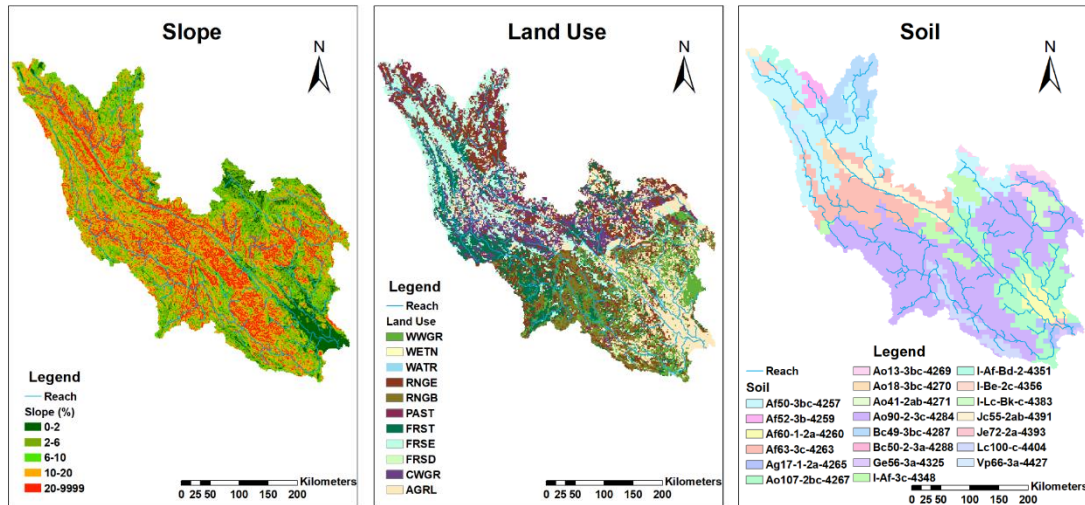 Slope
N
Legend
Reach
Slope (%)
0-2
2-6
6-10
10-20
20-9999
Kilometers
0 25 50 100 150 200
Land Use
N
Legend
Reach
Land Use
WWGR
WETN
WATR
RNGE
RNGB
PAST
FRST
FRSE
FRSD
CWGR
AGRL
Kilometers
0 25 50 100 150 200
Soil
N
Legend
Reach
Soil
Af50-3bc-4257
Af52-3b-4259
Af60-1-2a-4260
Af63-3c-4263
Ag17-1-2a-4265
Ao107-2bc-4267
Ao13-3bc-4269
Ao18-3bc-4270
Ao41-2ab-4271
Ao90-2-3c-4284
Bc49-3bc-4287
Bc50-2-3a-4288
Ge56-3a-4325
I-Af-3c-4348
I-Af-Bd-2-4351
I-Be-2c-4356
I-Lc-Bk-c-4383
Jc55-2ab-4391
Je72-2a-4393
Lc100-c-4404
Vp66-3a-4427
Kilometers
0 25 50 100 150 200